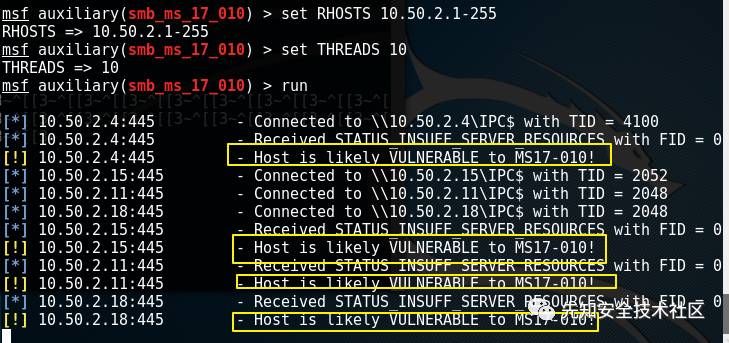 msf auxiliary(smb_ms_17_010) > set RHOSTS 10.50.2.1-255
RHOSTS => 10.50.2.1-255
msf auxiliary(smb_ms_17_010) > set THREADS 10
THREADS => 10
msf auxiliary(smb_ms_17_010) > run
[*] 10.50.2.4:445 - Connected to \\10.50.2.4\IPC$ with TID = 4100
[*] 10.50.2.4:445 - Received STATUS_INSUFF_SERVER_RESOURCES with FID = 0
[!] 10.50.2.4:445 - Host is likely VULNERABLE to MS17-010!
[*] 10.50.2.15:445 - Connected to \\10.50.2.15\IPC$ with TID = 2052
[*] 10.50.2.11:445 - Connected to \\10.50.2.11\IPC$ with TID = 2048
[*] 10.50.2.18:445 - Connected to \\10.50.2.18\IPC$ with TID = 2048
[*] 10.50.2.15:445 - Received STATUS_INSUFF_SERVER_RESOURCES with FID = 0
[!] 10.50.2.15:445 - Host is likely VULNERABLE to MS17-010!
[*] 10.50.2.11:445 - Received STATUS_INSUFF_SERVER_RESOURCES with FID = 0
[!] 10.50.2.11:445 - Host is likely VULNERABLE to MS17-010!
[*] 10.50.2.18:445 - Received STATUS_INSUFF_SERVER_RESOURCES with FID = 0
[!] 10.50.2.18:445 - Host is likely VULNERABLE to MS17-010!
先知安全技术社区